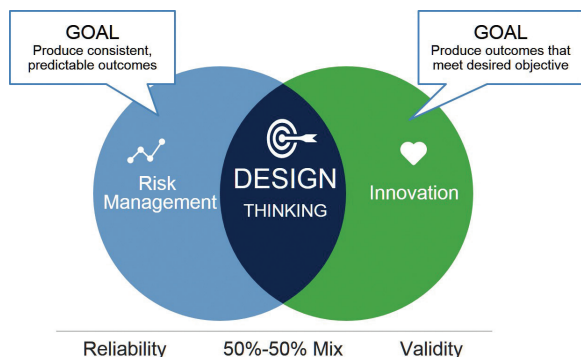 GOAL
Produce consistent,
predictable outcomes
GOAL
Produce outcomes that
meet desired objective
Risk
Management
DESIGN
THINKING
Innovation
Reliability
50%-50% Mix
Validity